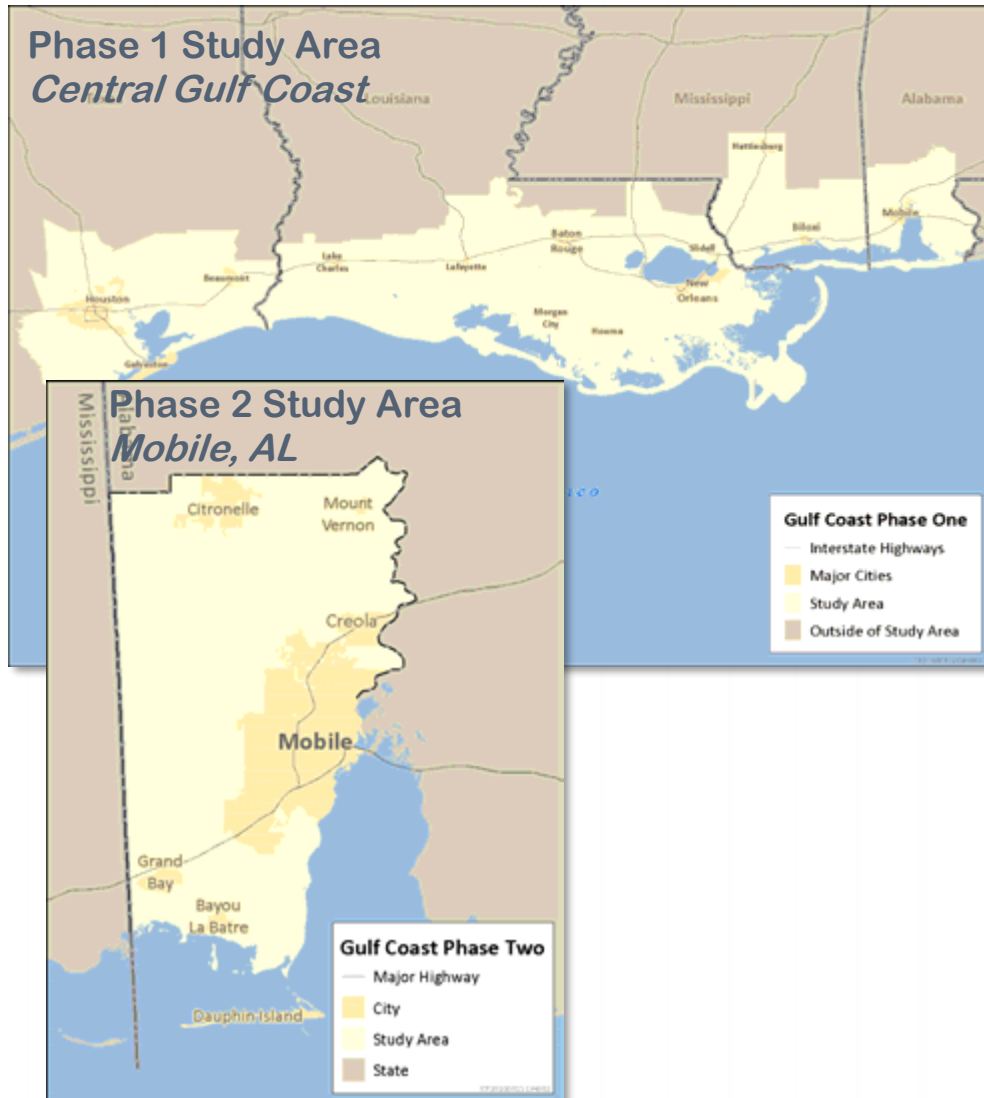 Phase 1 Study Area
Central Gulf Coast
Louisiana
Mississippi
Alabama
Hattiesburg
Mobile
Biloxi
Baton
Rouge
Slidell
Lake
Charles
Lafayette
Beaumont
New
Orleans
Houston
Morgan
City
Houma
Galveston
Phase 2 Study Area
Mobile, AL
Mississippi
Alabama
Citronelle
Mount
Vernon
Creola
Mobile
Grand
Bay
Bayou
La Batre
Dauphin Island
Gulf Coast Phase One
Interstate Highways
Major Cities
Study Area
Outside of Study Area
Gulf Coast Phase Two
Major Highway
City
Study Area
State